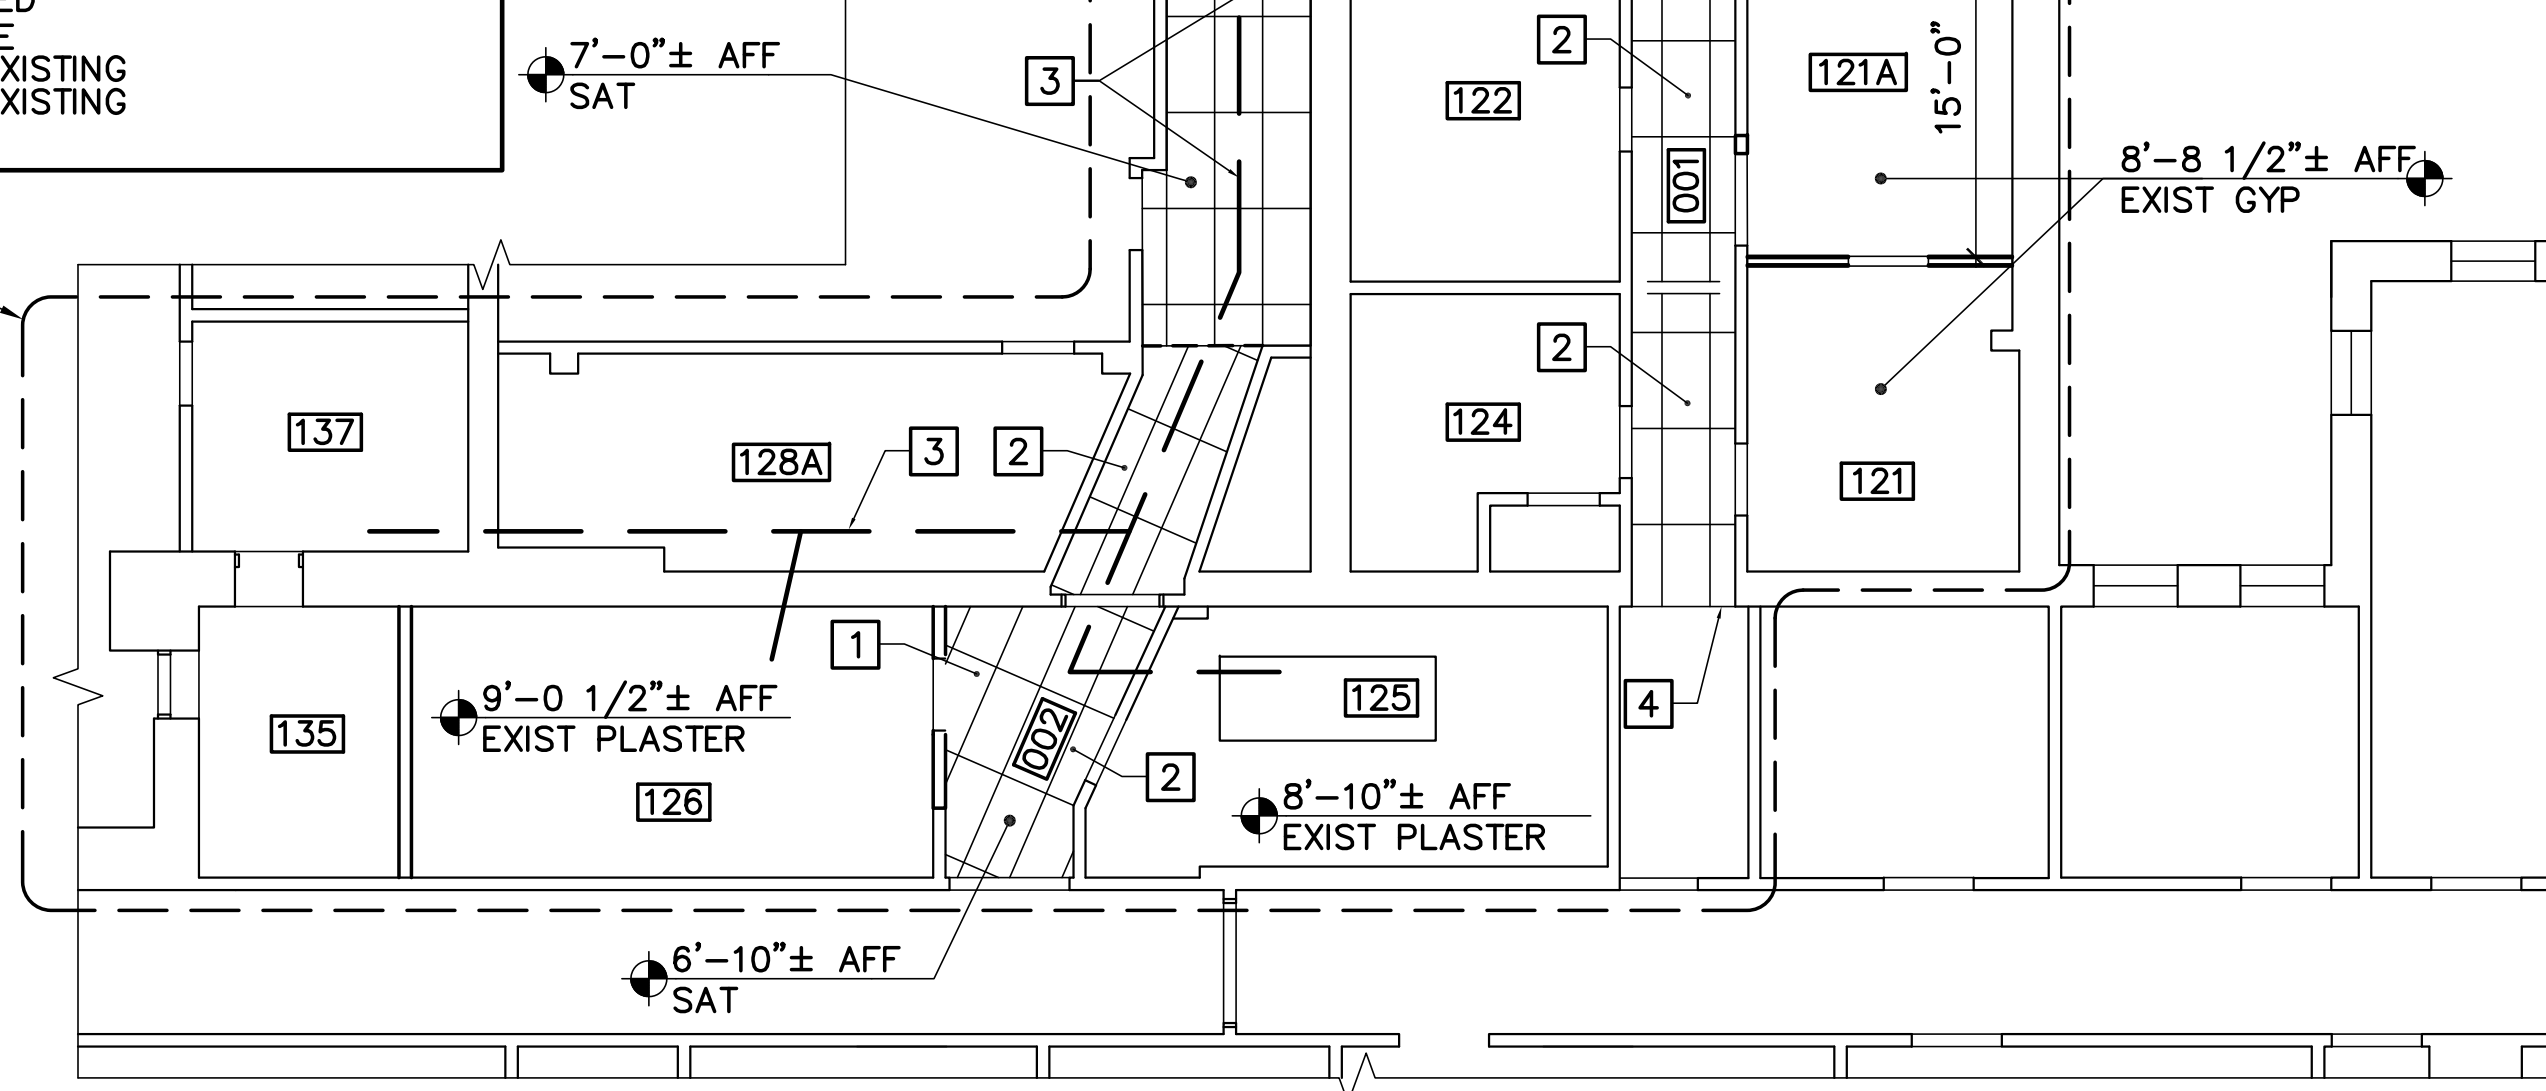 XISTING
XISTING
7'-0"± AFF
SAT
3
2
122
001
121A
15'-0"
8'-8 1/2"± AFF
EXIST GYP
2
124
121
137
128A
3
2
1
9'-0 1/2"± AFF
EXIST PLASTER
135
126
002
2
125
4
8'-10"± AFF
EXIST PLASTER
6'-10"± AFF
SAT